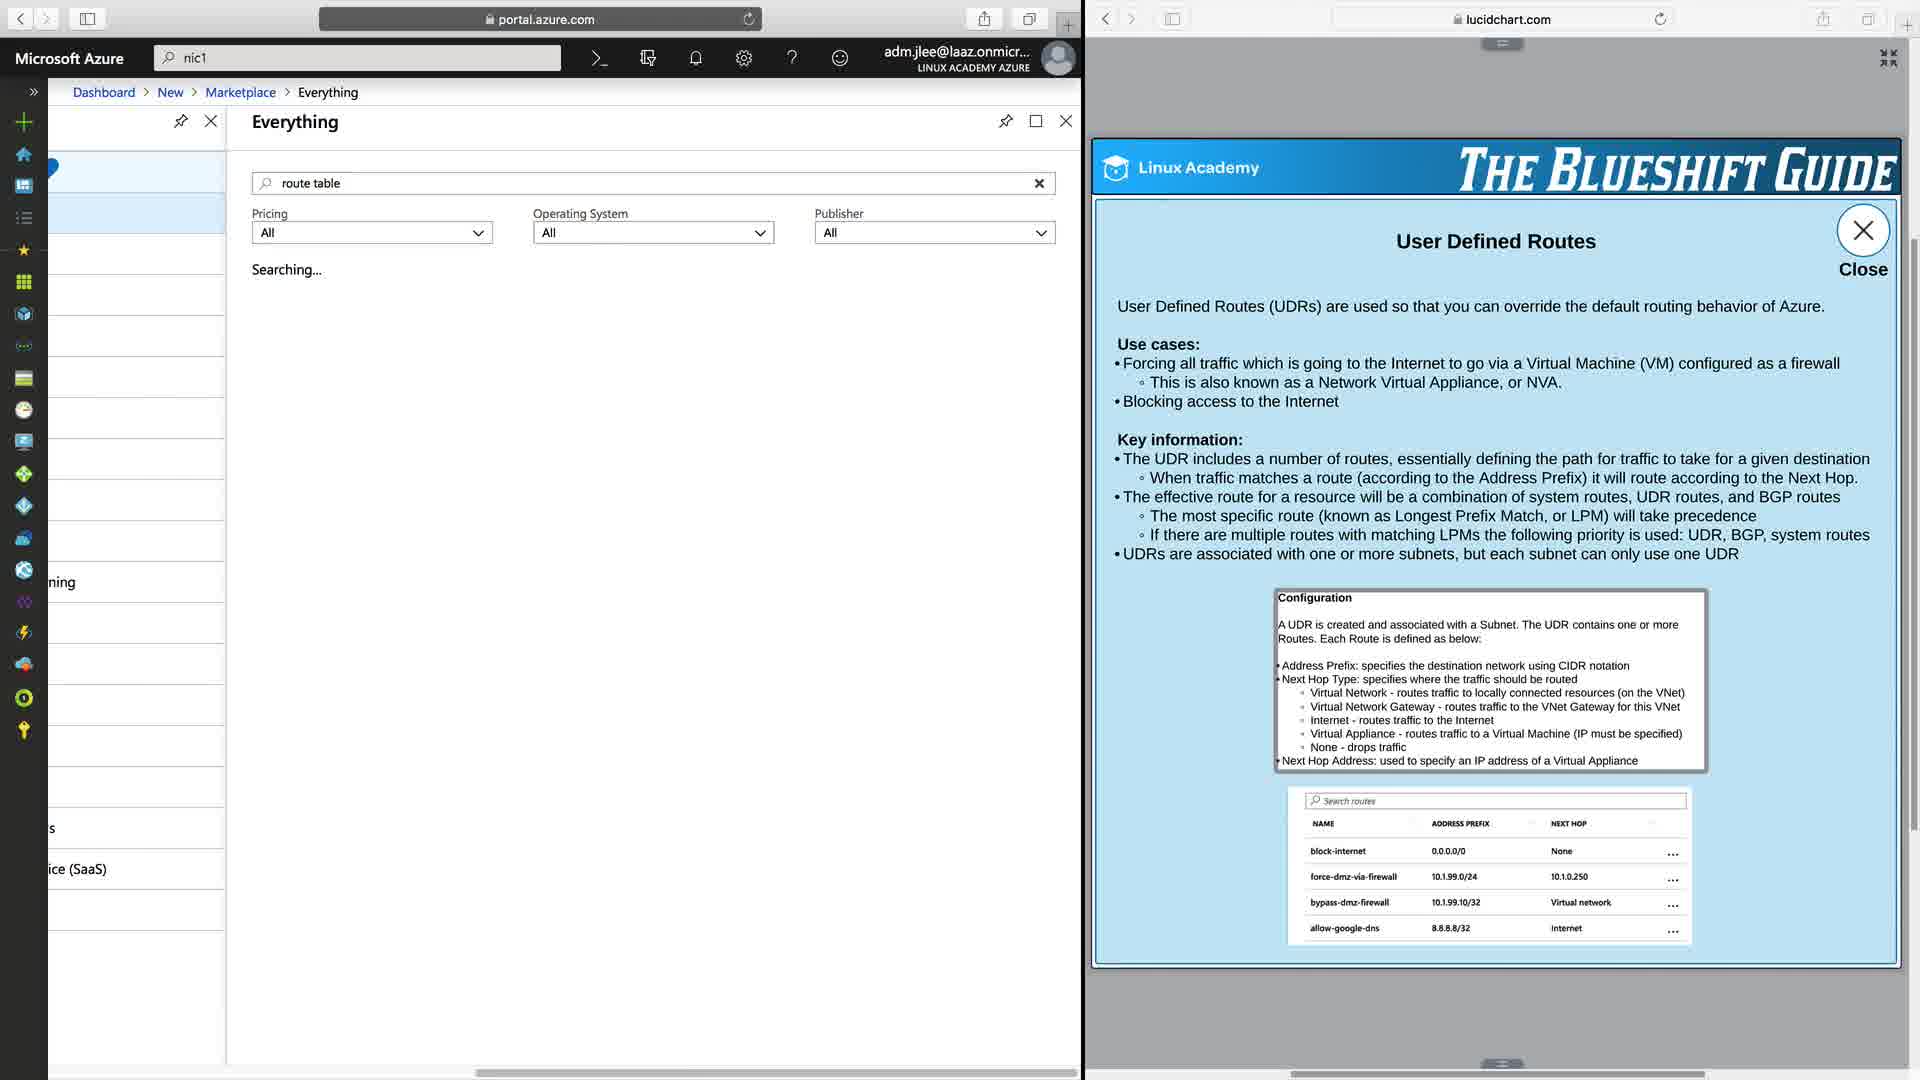 portal.azure.com
Microsoft Azure
nic1
adm.jlee@laaz.onmicr...
LINUX ACADEMY AZURE
Dashboard > New > Marketplace > Everything
Everything
route table
Pricing
Operating System
Publisher
All
All
All
Searching...
ning
s
ice (SaaS)
lucidchart.com
Linux Academy
THE BLUESHIFT GUIDE
User Defined Routes
Close
User Defined Routes (UDRs) are used so that you can override the default routing behavior of Azure.
Use cases:
• Forcing all traffic which is going to the Internet to go via a Virtual Machine (VM) configured as a firewall
◦ This is also known as a Network Virtual Appliance, or NVA.
• Blocking access to the Internet
Key information:
• The UDR includes a number of routes, essentially defining the path for traffic to take for a given destination
◦ When traffic matches a route (according to the Address Prefix) it will route according to the Next Hop.
• The effective route for a resource will be a combination of system routes, UDR routes, and BGP routes
◦ The most specific route (known as Longest Prefix Match, or LPM) will take precedence
◦ If there are multiple routes with matching LPMs the following priority is used: UDR, BGP, system routes
• UDRs are associated with one or more subnets, but each subnet can only use one UDR
Configuration
A UDR is created and associated with a Subnet. The UDR contains one or more
Routes. Each Route is defined as below:
• Address Prefix: specifies the destination network using CIDR notation
• Next Hop Type: specifies where the traffic should be routed
◦ Virtual Network - routes traffic to locally connected resources (on the VNet)
◦ Virtual Network Gateway - routes traffic to the VNet Gateway for this VNet
◦ Internet - routes traffic to the Internet
◦ Virtual Appliance - routes traffic to a Virtual Machine (IP must be specified)
◦ None - drops traffic
• Next Hop Address: used to specify an IP address of a Virtual Appliance
Search routes
NAME ADDRESS PREFIX NEXT HOP
block-internet 0.0.0.0/0 None ...
force-dmz-via-firewall 10.1.99.0/24 10.1.0.250 ...
bypass-dmz-firewall 10.1.99.10/32 Virtual network ...
allow-google-dns 8.8.8.8/32 Internet ...